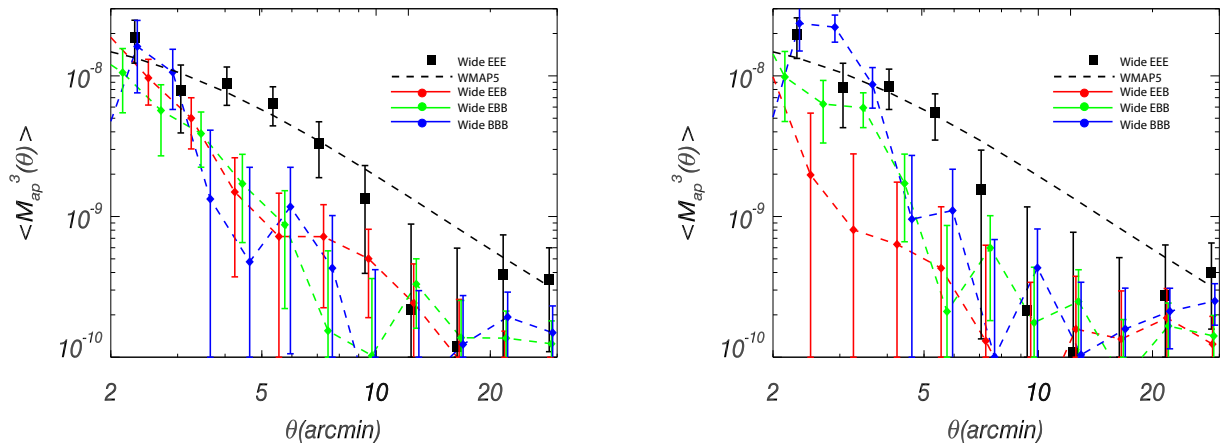 <M_ap^3(θ)>
10^-8
10^-9
10^-10
2
5
10
20
θ(arcmin)
Wide EEE
WMAP5
Wide EEB
Wide EBB
Wide BBB
<M_ap^3(θ)>
10^-8
10^-9
10^-10
2
5
10
20
θ(arcmin)
Wide EEE
WMAP5
Wide EEB
Wide EBB
Wide BBB